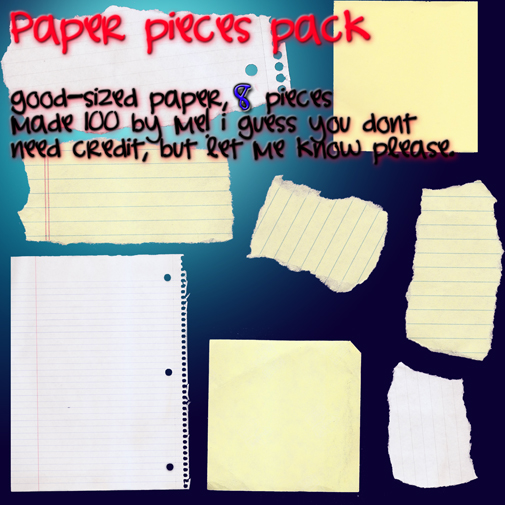 Paper pieces pack
good-sized paper, 8 pieces
made 100 by me! i guess you dont
need credit, but let me know please.